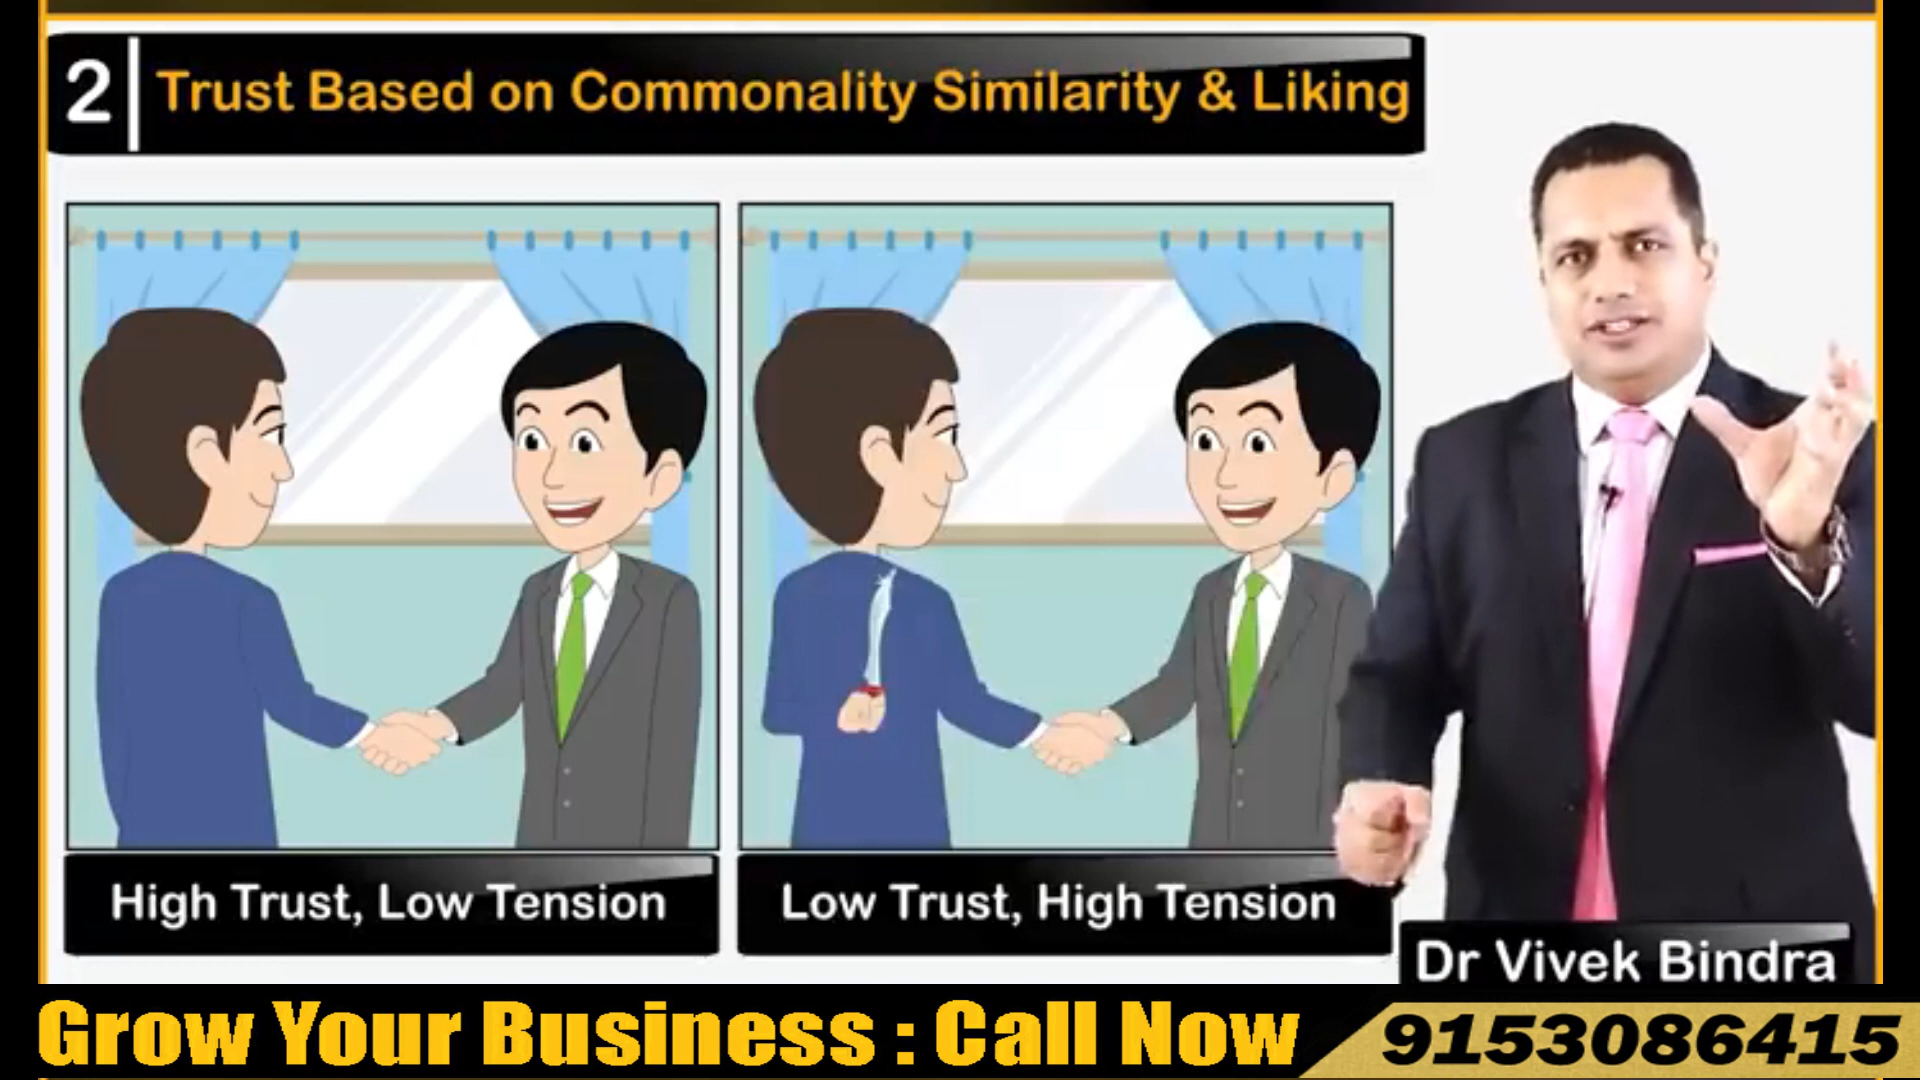 2
Trust Based on Commonality Similarity & Liking
High Trust, Low Tension
Low Trust, High Tension
Dr Vivek Bindra
Grow Your Business : Call Now
9153086415